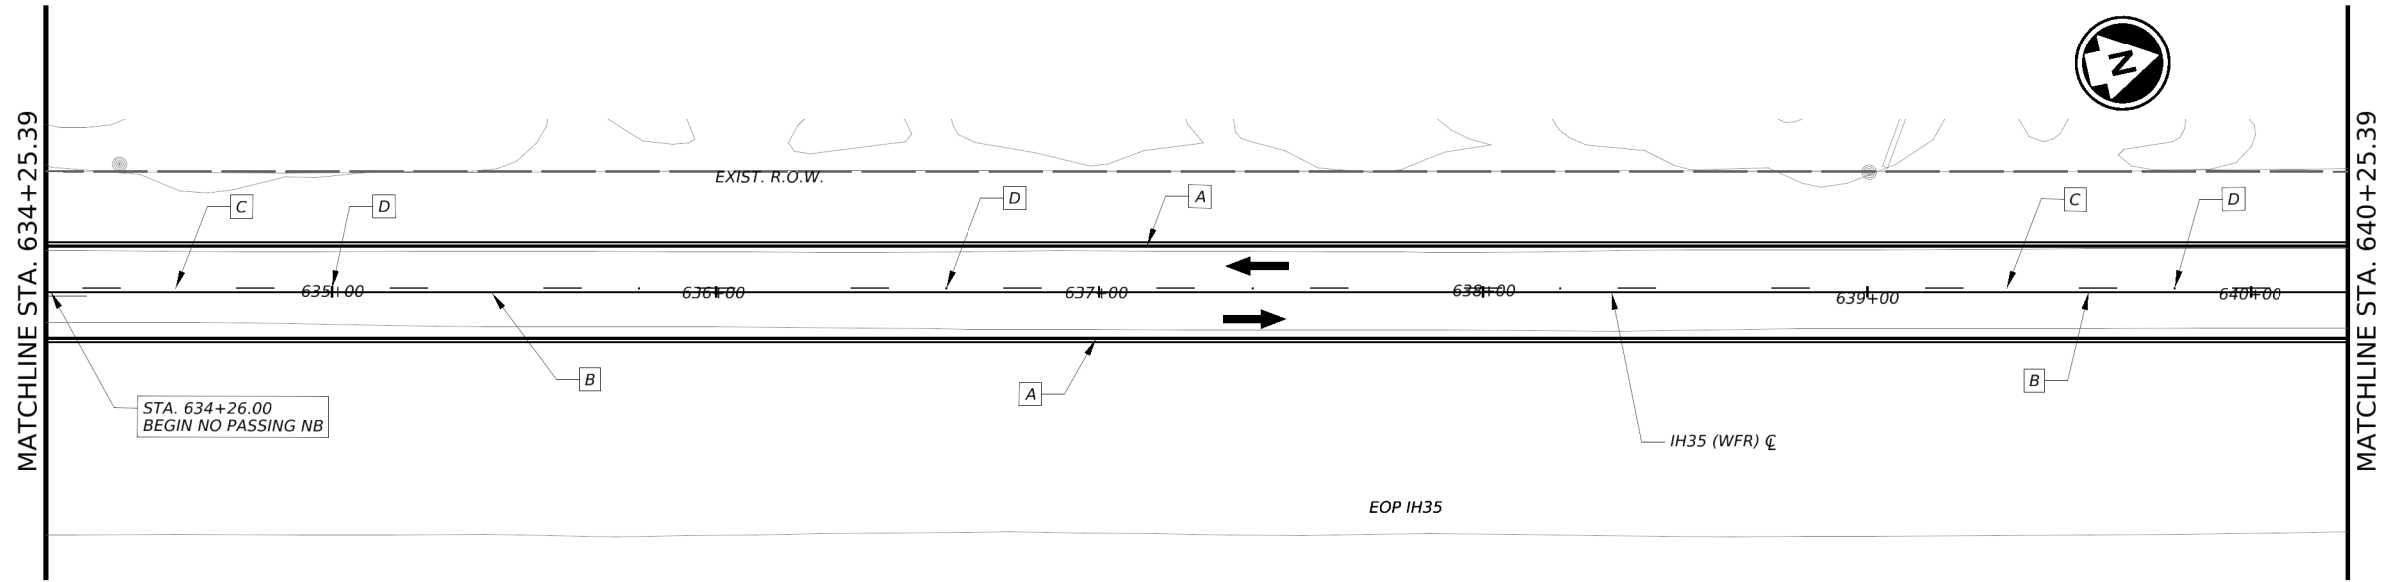 MATCHLINE STA. 634+25.39
N
EXIST. R.O.W.
C
D
D
A
C
D
635+00
636+00
637+00
638+00
639+00
640+00
B
A
B
STA. 634+26.00
BEGIN NO PASSING NB
IH35 (WFR) ℄
EOP IH35
MATCHLINE STA. 640+25.39